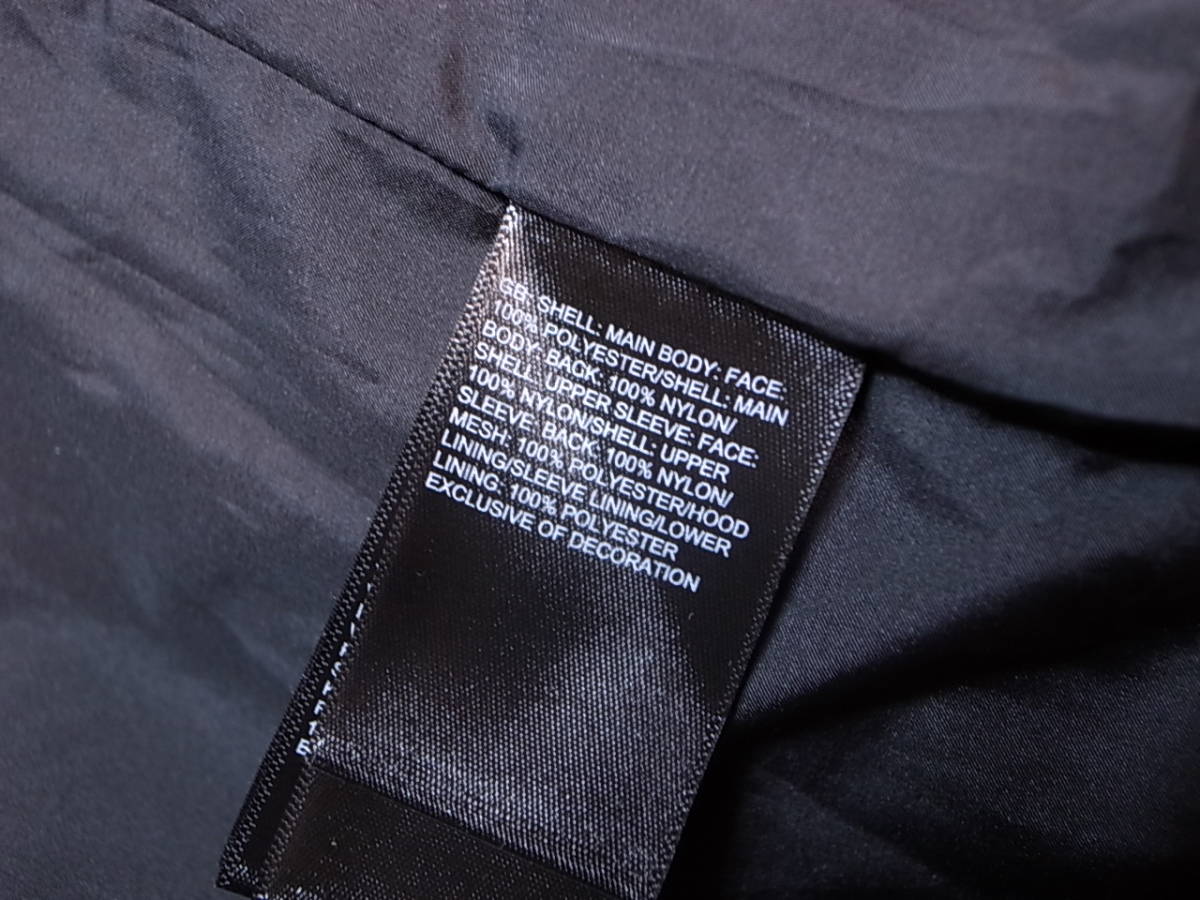 GB: SHELL: MAIN BODY: FACE:
100% POLYESTER/SHELL: MAIN
BODY: BACK: 100% NYLON/
SHELL: UPPER SLEEVE: FACE:
100% NYLON/SHELL: UPPER
SLEEVE: BACK: 100% NYLON/
MESH: 100% POLYESTER/HOOD
LINING/SLEEVE LINING/LOWER
LINING: 100% POLYESTER
EXCLUSIVE OF DECORATION